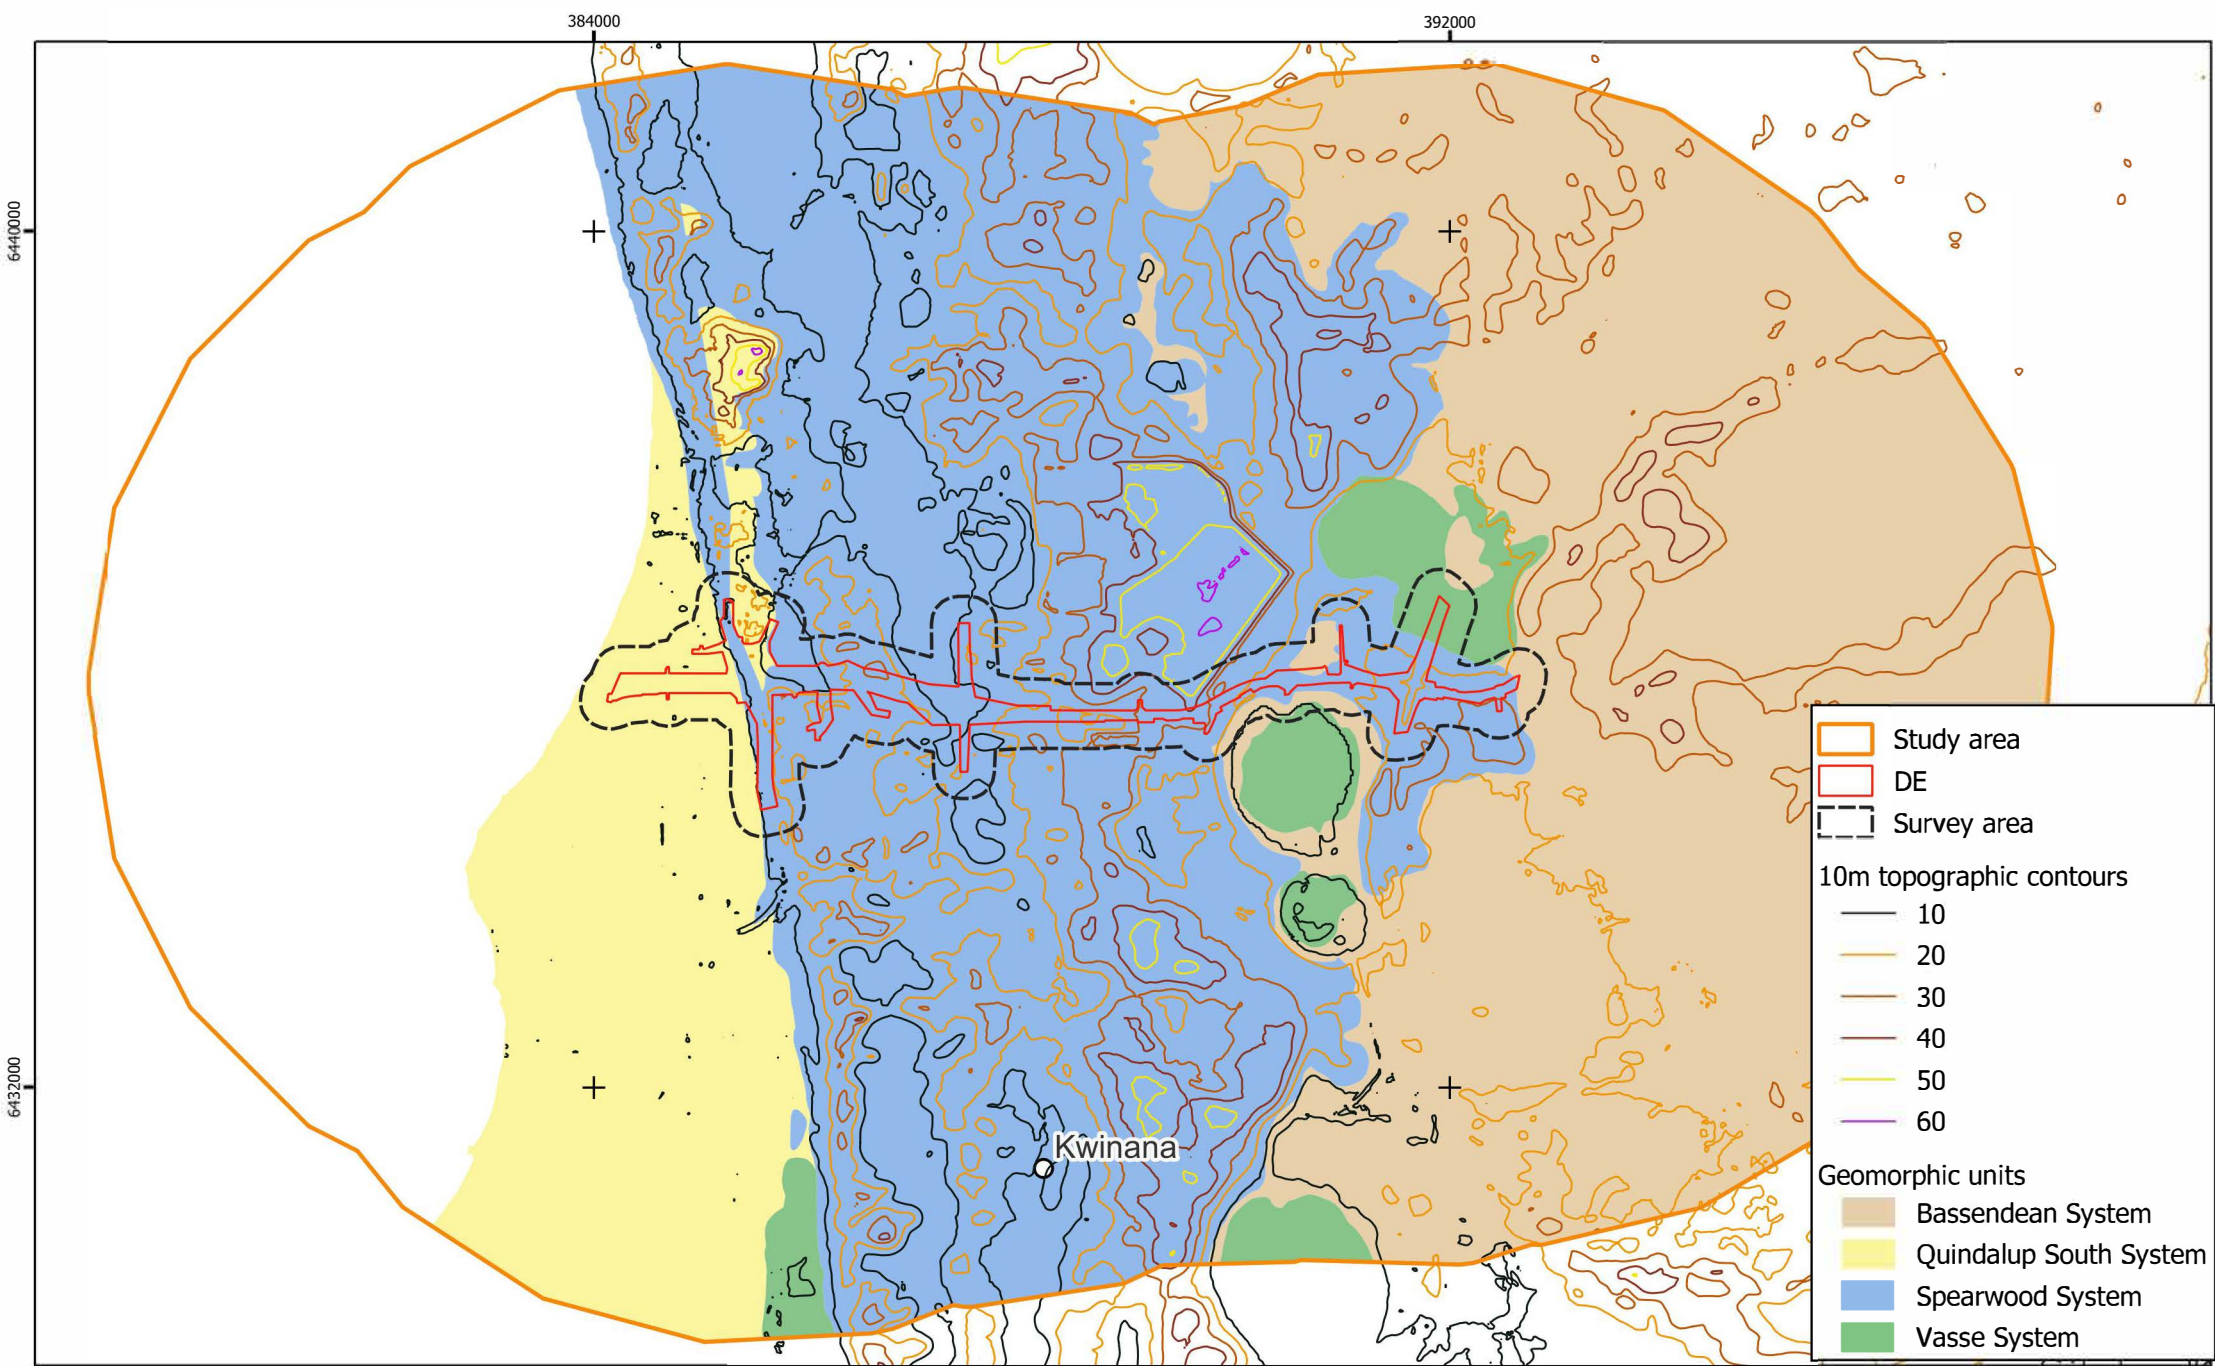 384000
392000
6440000
6432000
Kwinana
Study area
DE
Survey area
10m topographic contours
10
20
30
40
50
60
Geomorphic units
Bassendean System
Quindalup South System
Spearwood System
Vasse System